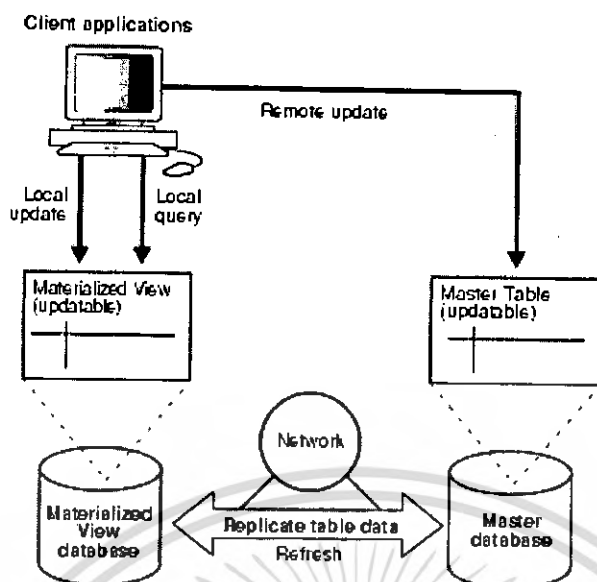 Client applications
Remote update
Local
update
Local
query
Materialized View
(updatable)
Master Table
(updatable)
Network
Materialized
View
database
Replicate table data
Refresh
Master
database